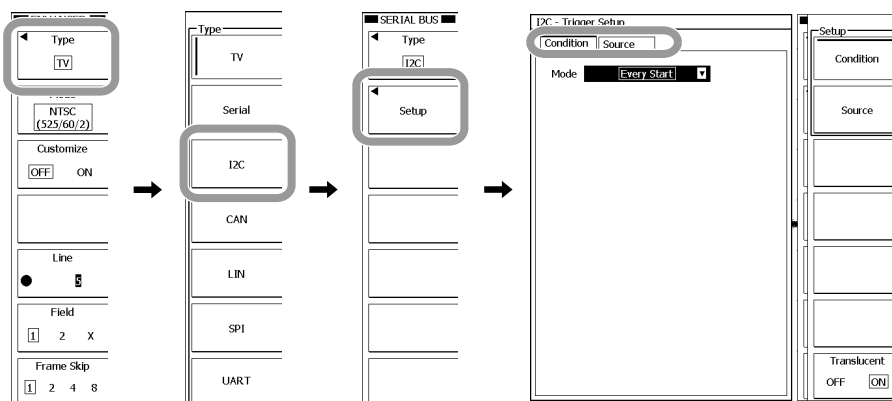 Type
TV
NTSC
(525/60/2)
Customize
OFF ON
Line
5
Field
1 2 X
Frame Skip
1 2 4 8
Type
TV
Serial
I2C
CAN
LIN
SPI
UART
SERIAL BUS
Type
I2C
Setup
I2C - Trigger Setup
Condition Source
Mode Every Start
Setup
Condition
Source
Translucent
OFF ON